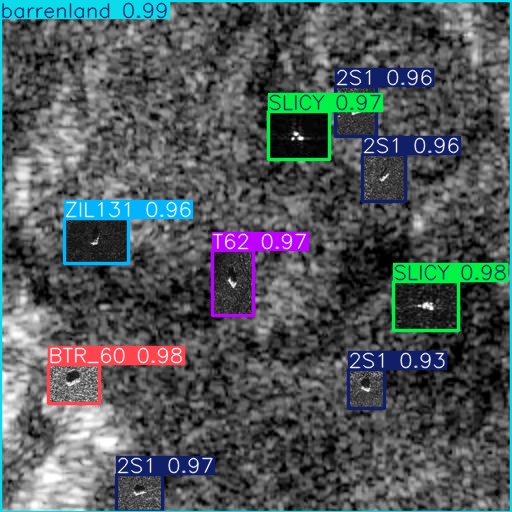 barrenland 0.99
2S1 0.96
SLICY 0.97
2S1 0.96
ZIL131 0.96
T62 0.97
SLICY 0.98
BTR_60 0.98
2S1 0.93
2S1 0.97